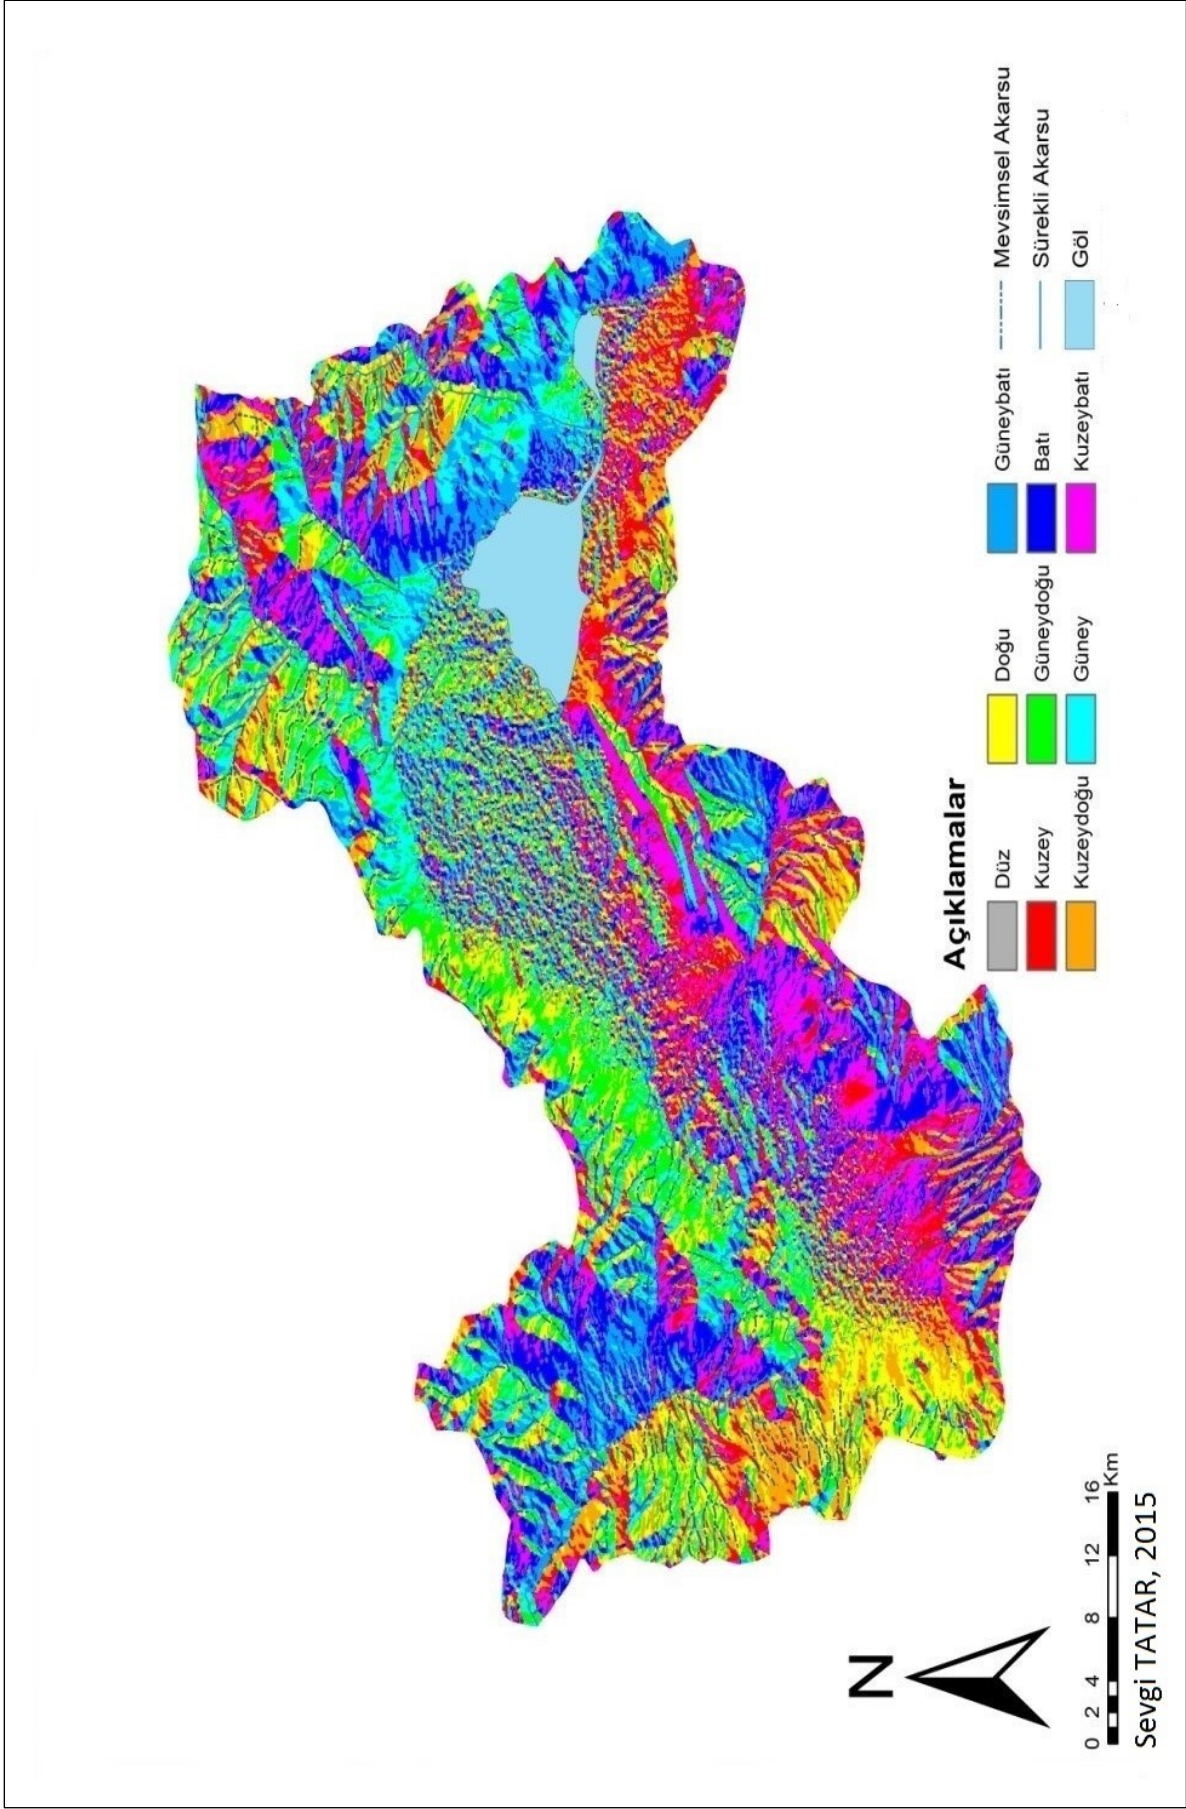 N
Açıklamalar
Düz Doğu Güneybatı Mevsimsel Akarsu
Kuzey Güneydoğu Batı Sürekli Akarsu
Kuzeydoğu Güney Kuzeybatı Göl
0 2 4 8 12 16
Km
Sevgi TATAR, 2015